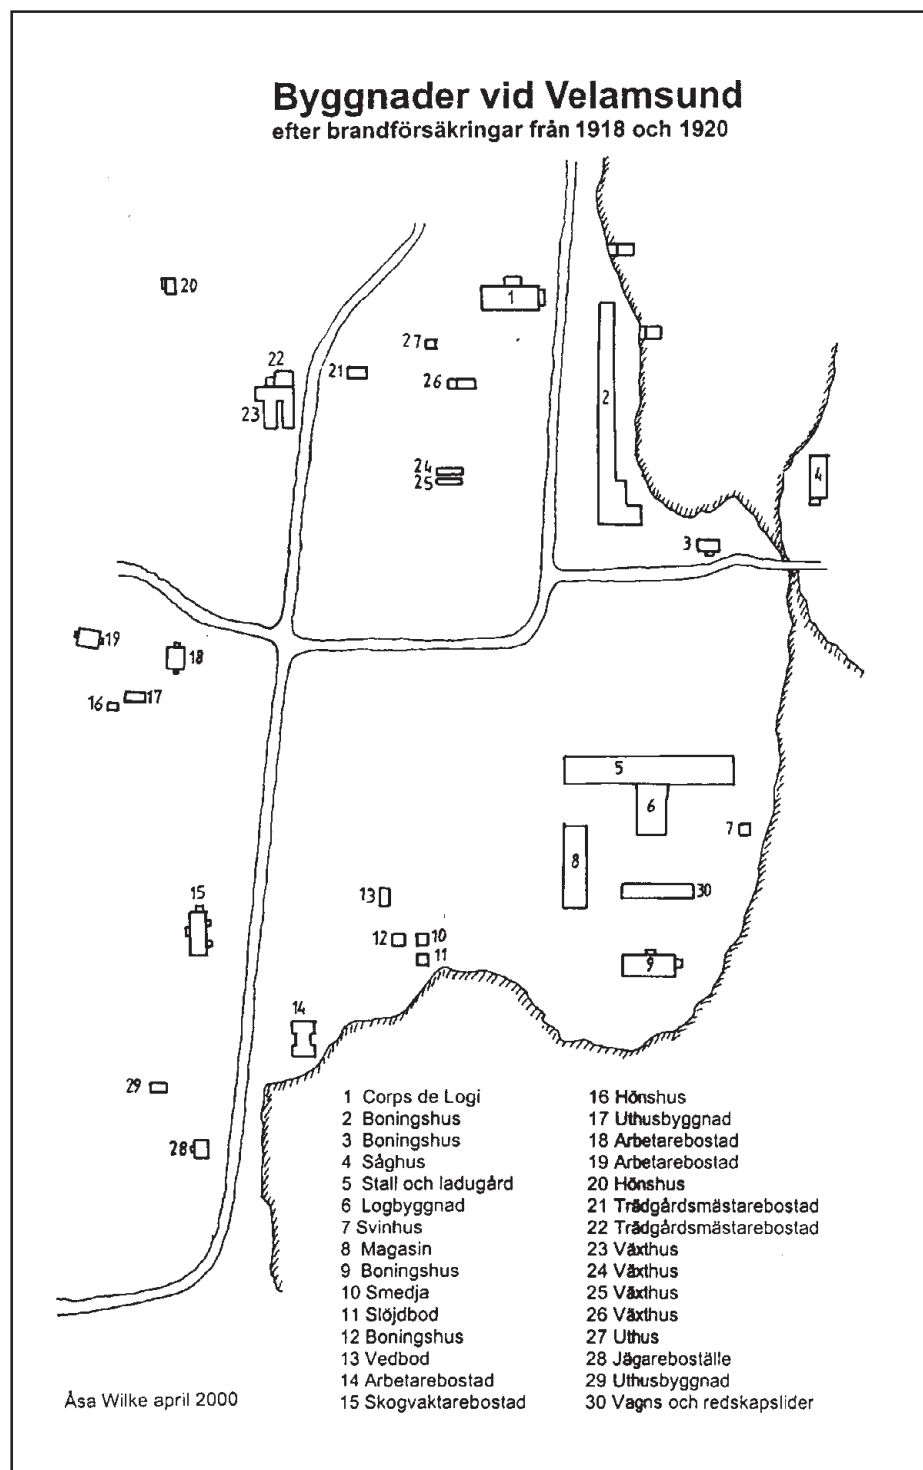 Byggnader vid Velamsund
efter brandförsäkringar från 1918 och 1920
20
1
27
22
21
26
23
2
24
25
4
3
19
18
17
16
5
6
7
8
15
13
30
12
10
11
9
14
29
28
1 Corps de Logi
2 Boningshus
3 Boningshus
4 Såghus
5 Stall och ladugård
6 Logbyggnad
7 Svinhus
8 Magasin
9 Boningshus
10 Smedja
11 Slöjdbod
12 Boningshus
13 Vedbod
14 Arbetarebostad
15 Skogvaktarebostad
16 Hönshus
17 Uthusbyggnad
18 Arbetarebostad
19 Arbetarebostad
20 Hönshus
21 Trädgårdsmästarebostad
22 Trädgårdsmästarebostad
23 Växthus
24 Växthus
25 Växthus
26 Växthus
27 Uthus
28 Jägareboställe
29 Uthusbyggnad
30 Vagns och redskapslider
Åsa Wilke april 2000